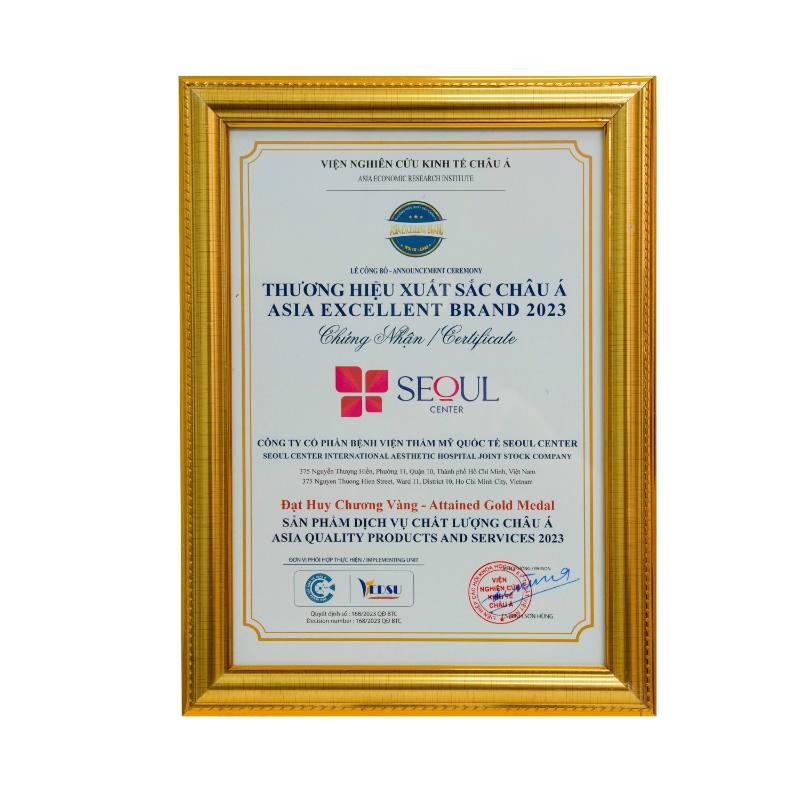 VIỆN NGHIÊN CỨU KINH TẾ CHÂU Á
ASIA ECONOMIC RESEARCH INSTITUTE
ASIA EXCELLENT BRAND
LỄ CÔNG BỐ - ANNOUNCEMENT CEREMONY
THƯƠNG HIỆU XUẤT SẮC CHÂU Á
ASIA EXCELLENT BRAND 2023
Chứng Nhận / Certificate
SEOUL
CENTER
CÔNG TY CỔ PHẦN BỆNH VIỆN THẨM MỸ QUỐC TẾ SEOUL CENTER
SEOUL CENTER INTERNATIONAL AESTHETIC HOSPITAL JOINT STOCK COMPANY
375 Nguyễn Thượng Hiền, Phường 11, Quận 10, Thành phố Hồ Chí Minh, Việt Nam
375 Nguyen Thuong Hien Street, Ward 11, District 10, Ho Chi Minh City, Vietnam
Đạt Huy Chương Vàng - Attained Gold Medal
SẢN PHẨM DỊCH VỤ CHẤT LƯỢNG CHÂU Á
ASIA QUALITY PRODUCTS AND SERVICES 2023
ĐƠN VỊ PHỐI HỢP THỰC HIỆN / IMPLEMENTING UNIT
VEDSU
Quyết định số : 168/2023 QĐ BTC
Decision number : 168/2023 QĐ BTC
VIỆN
NGHIÊN CỨU
KINH TẾ
CHÂU Á
SƠN HÙNG